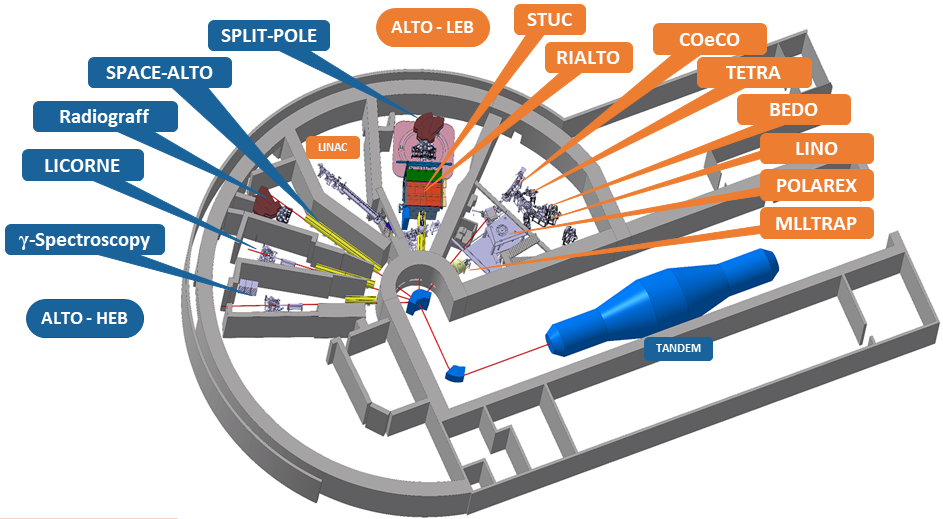 STUC
ALTO - LEB
SPLIT-POLE
COeCO
RIALTO
SPACE-ALTO
TETRA
Radiograff
BEDO
LINAC
LINO
LICORNE
POLAREX
MLLTRAP
γ-Spectroscopy
ALTO - HEB
TANDEM